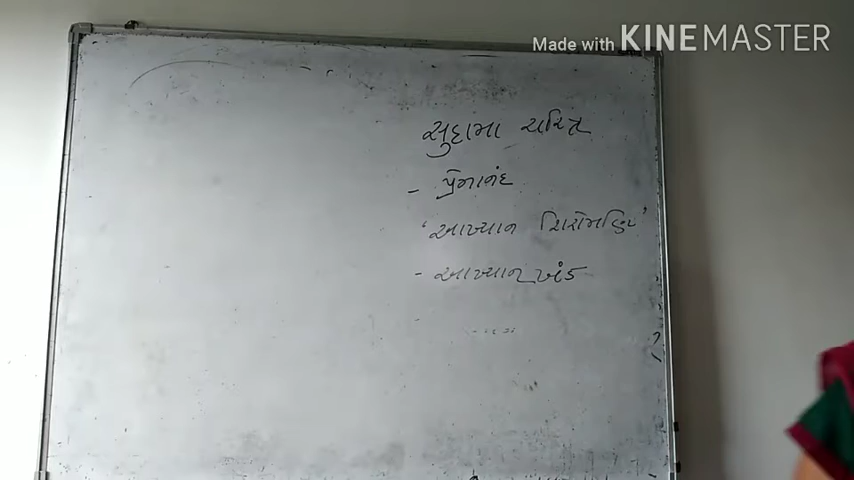 Made with KINEMASTER
સુદામા ચરિત્ર
- પ્રેમાનંદ
'આખ્યાન શિરોમણિ'
- આખ્યાન ખંડ